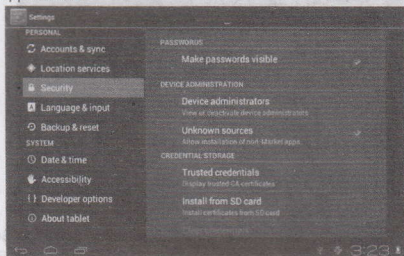 Settings
PERSONAL
Accounts & sync
Location services
Security
Language & input
Backup & reset
SYSTEM
Date & time
Accessibility
{ } Developer options
About tablet
PASSWORDS
Make passwords visible
DEVICE ADMINISTRATION
Device administrators
View or deactivate device administrators
Unknown sources
Allow installation of non-Market apps
CREDENTIAL STORAGE
Trusted credentials
Display trusted CA certificates
Install from SD card
Install certificates from SD card
3:23